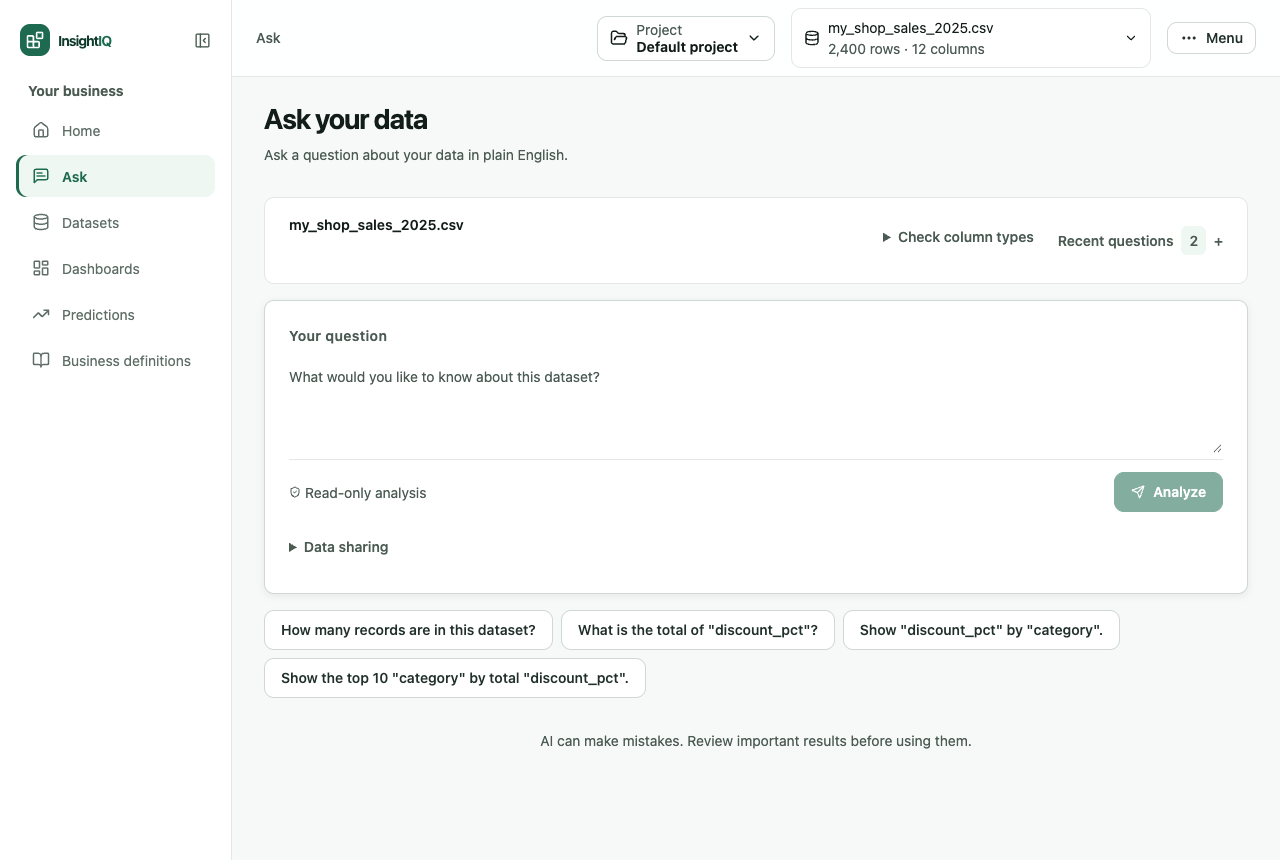 InsightIQ
Your business
Home
Ask
Datasets
Dashboards
Predictions
Business definitions
Ask
Project
Default project
my_shop_sales_2025.csv
2,400 rows · 12 columns
Menu
Ask your data
Ask a question about your data in plain English.
my_shop_sales_2025.csv
Check column types
Recent questions 2 +
Your question
What would you like to know about this dataset?
Read-only analysis
Analyze
Data sharing
How many records are in this dataset?
What is the total of "discount_pct"?
Show "discount_pct" by "category".
Show the top 10 "category" by total "discount_pct".
AI can make mistakes. Review important results before using them.